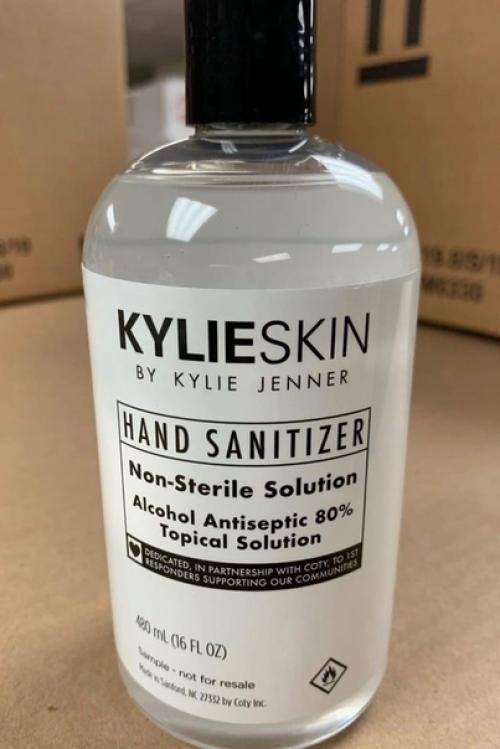 KYLIESKIN
BY KYLIE JENNER
HAND SANITIZER
Non-Sterile Solution
Alcohol Antiseptic 80%
Topical Solution
DEDICATED, IN PARTNERSHIP WITH COTY, TO 1ST
RESPONDERS SUPPORTING OUR COMMUNITIES
480 mL (16 FL OZ)
Sample - not for resale
Made in Sanford, NC 27332 by Coty Inc.